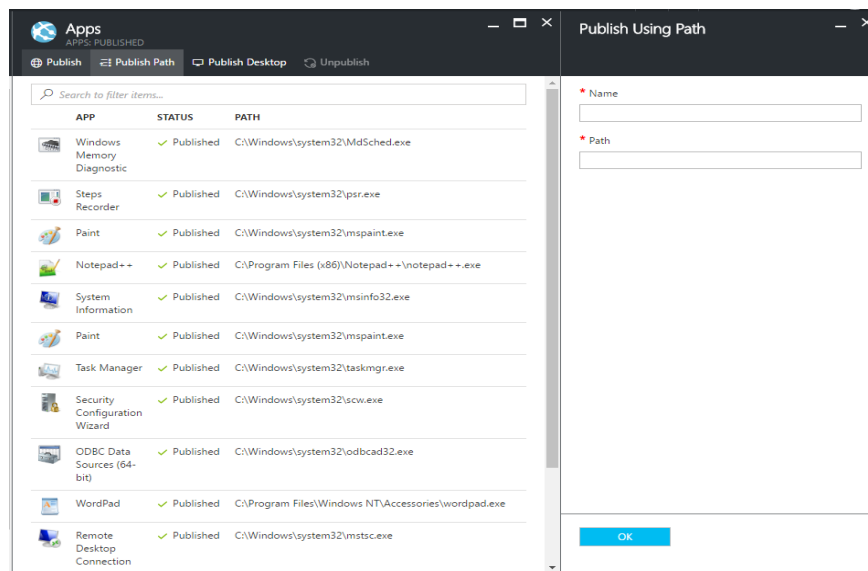 Apps
APPS: PUBLISHED
Publish Publish Path Publish Desktop Unpublish
Search to filter items...
APP STATUS PATH
Windows Memory Diagnostic Published C:\Windows\system32\MdSched.exe
Steps Recorder Published C:\Windows\system32\psr.exe
Paint Published C:\Windows\system32\mspaint.exe
Notepad++ Published C:\Program Files (x86)\Notepad++\notepad++.exe
System Information Published C:\Windows\system32\msinfo32.exe
Paint Published C:\Windows\system32\mspaint.exe
Task Manager Published C:\Windows\system32\taskmgr.exe
Security Configuration Wizard Published C:\Windows\system32\scw.exe
ODBC Data Sources (64-bit) Published C:\Windows\system32\odbcad32.exe
WordPad Published C:\Program Files\Windows NT\Accessories\wordpad.exe
Remote Desktop Connection Published C:\Windows\system32\mstsc.exe
Publish Using Path
* Name
* Path
OK